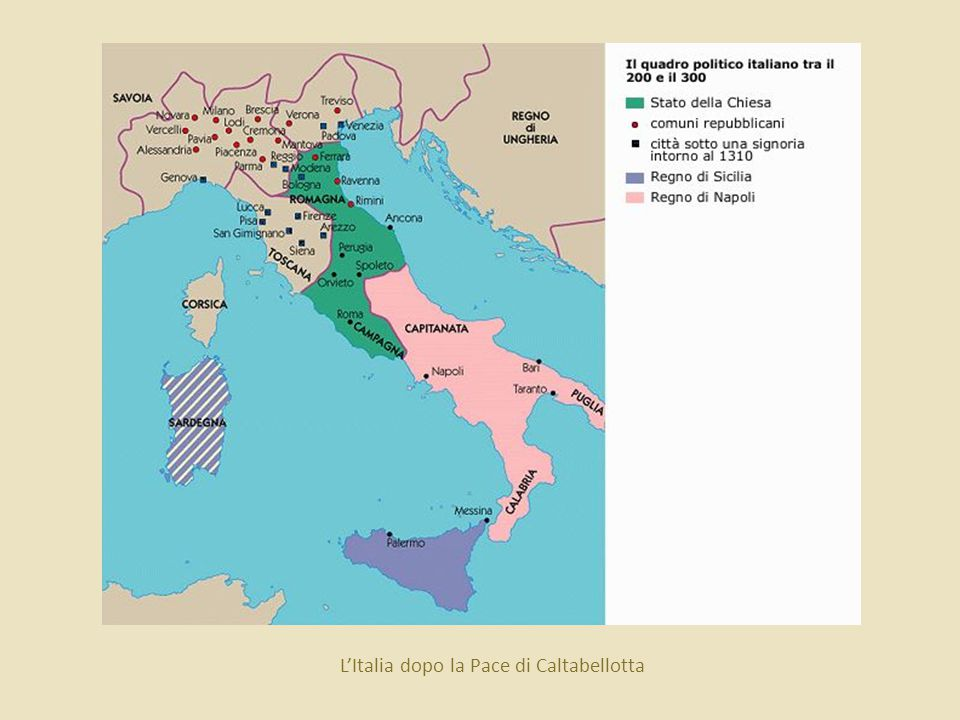 Il quadro politico italiano tra il
200 e il 300
Stato della Chiesa
comuni repubblicani
città sotto una signoria
intorno al 1310
Regno di Sicilia
Regno di Napoli
SAVOIA
Novara
Milano
Brescia
Verona
Treviso
Vercelli
Lodi
Pavia
Cremona
Mantova
Padova
Venezia
Alessandria
Piacenza
Parma
Reggio
Modena
Ferrara
Genova
Bologna
Ravenna
ROMAGNA
Rimini
REGNO
di
UNGHERIA
Lucca
Pisa
Firenze
Arezzo
San Gimignano
Siena
Ancona
TOSCANA
Perugia
Spoleto
Orvieto
CORSICA
Roma
CAMPAGNA
CAPITANATA
Napoli
Bari
Taranto
PUGLIA
SARDEGNA
CALABRIA
Messina
Palermo
L’Italia dopo la Pace di Caltabellotta